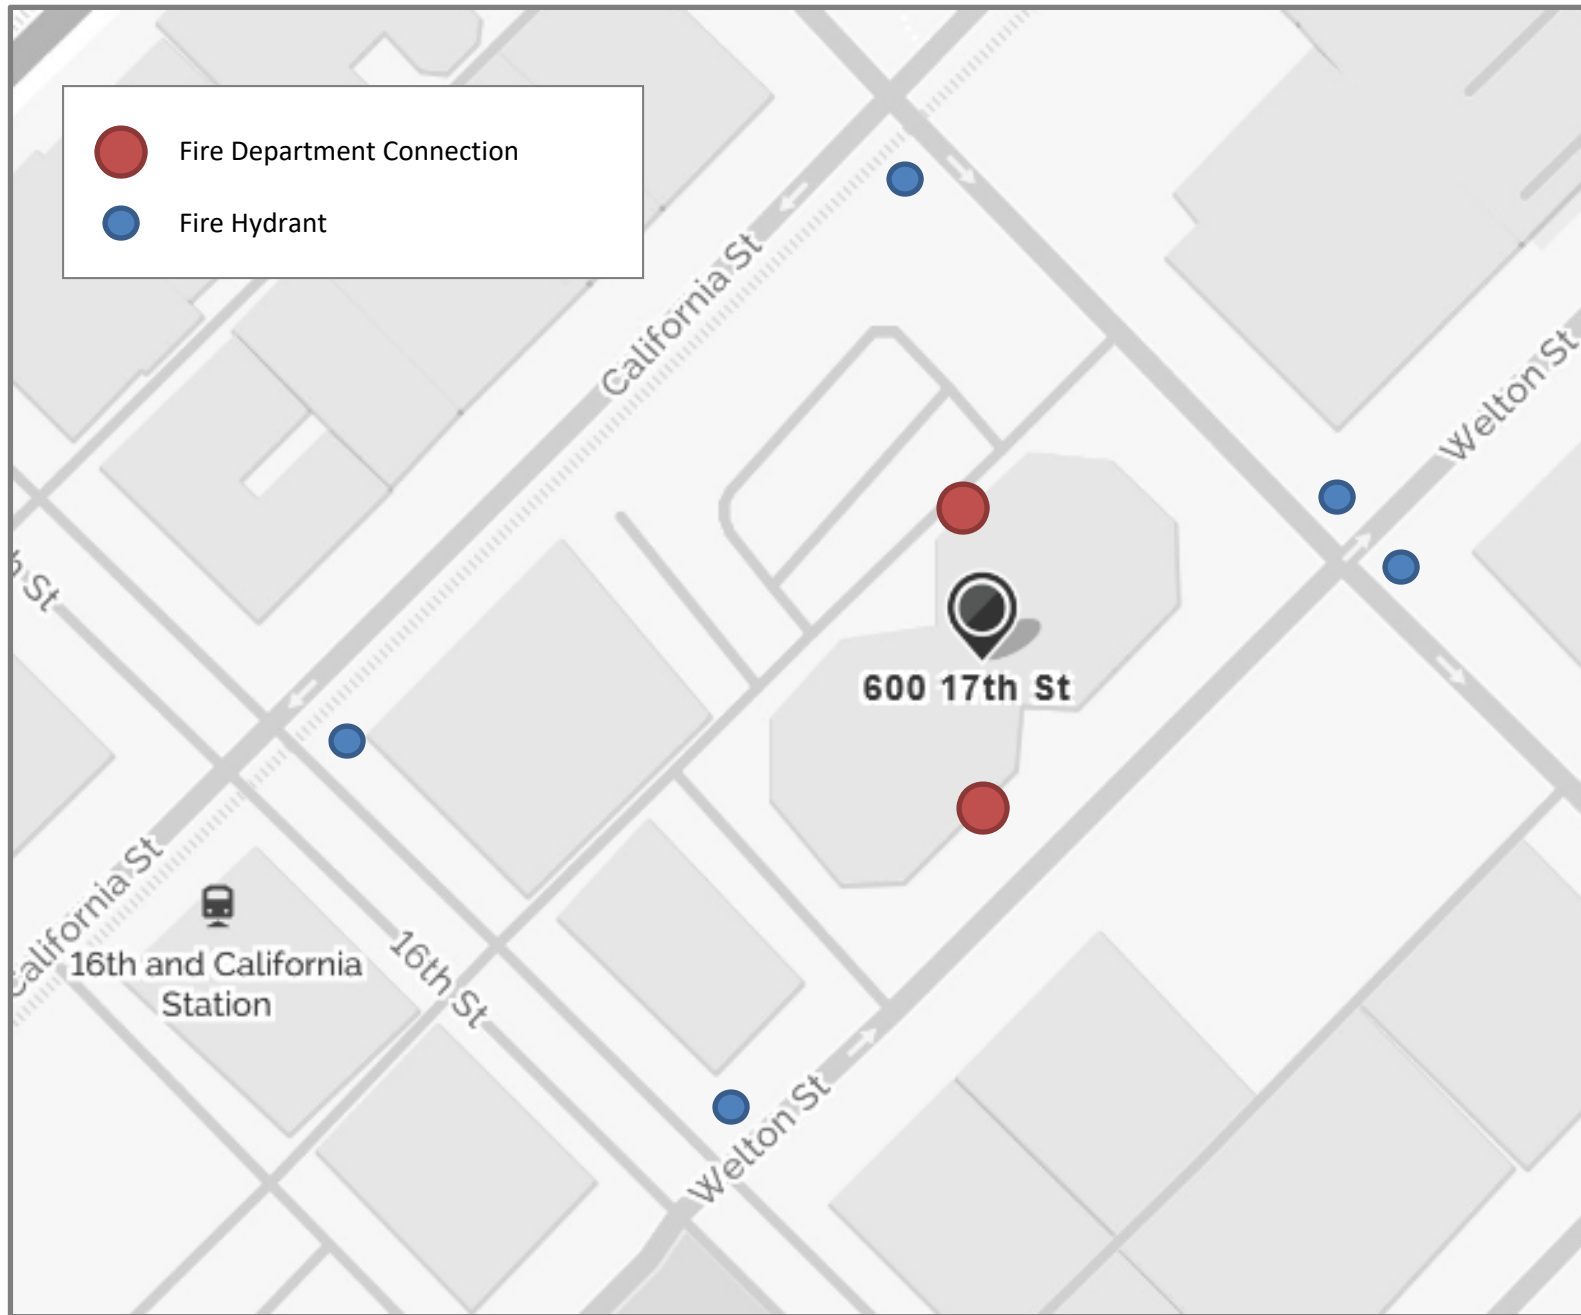 Fire Department Connection
Fire Hydrant
California St
Welton St
St
600 17th St
California St
16th and California
Station
16th St
Welton St